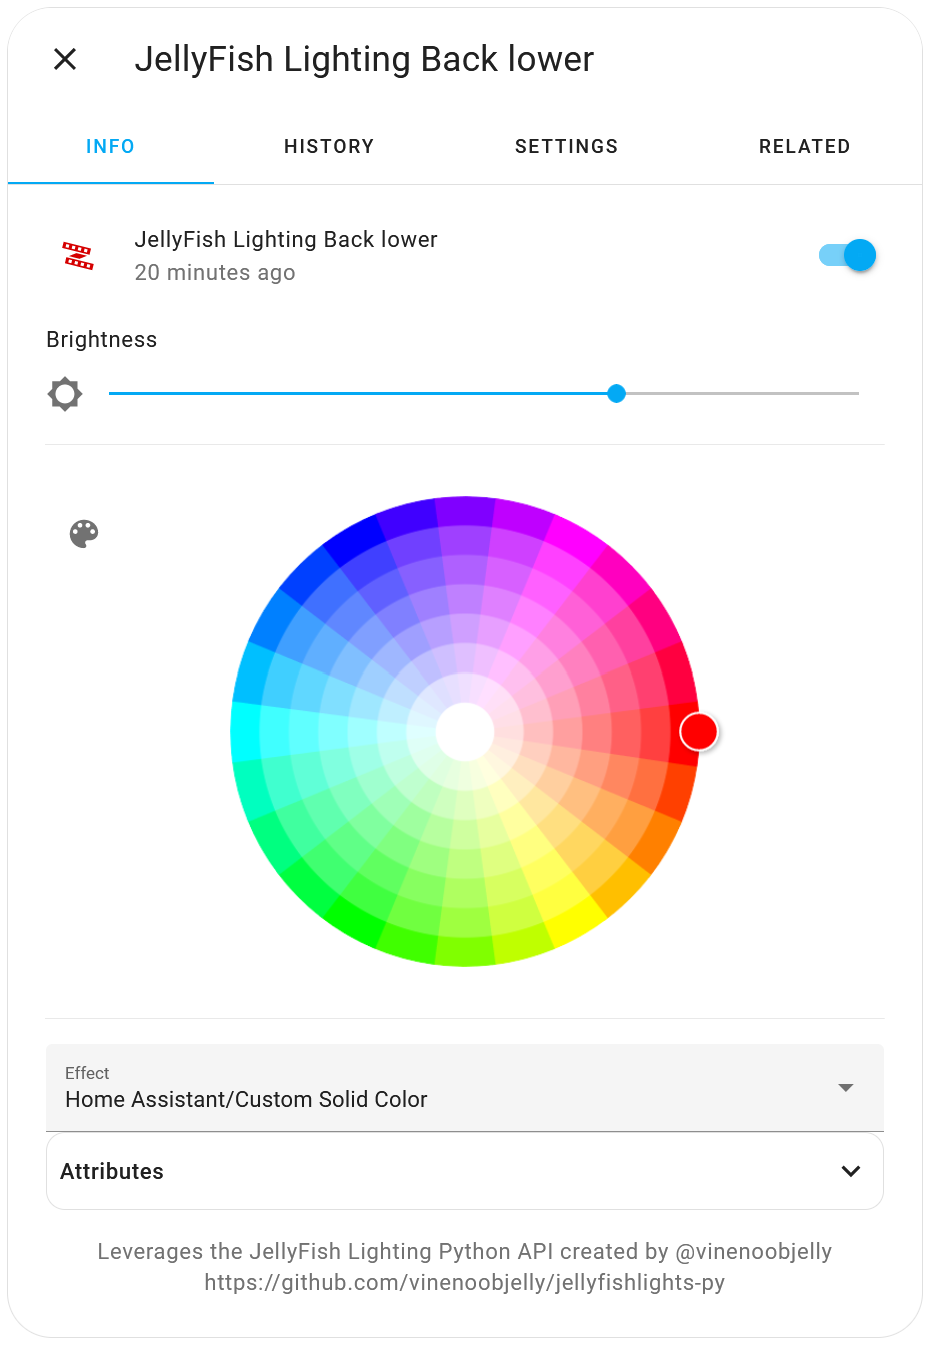 JellyFish Lighting Back lower
INFO
HISTORY
SETTINGS
RELATED
JellyFish Lighting Back lower
20 minutes ago
Brightness
Effect
Home Assistant/Custom Solid Color
Attributes
Leverages the JellyFish Lighting Python API created by @vinenoobjelly
https://github.com/vinenoobjelly/jellyfishlights-py